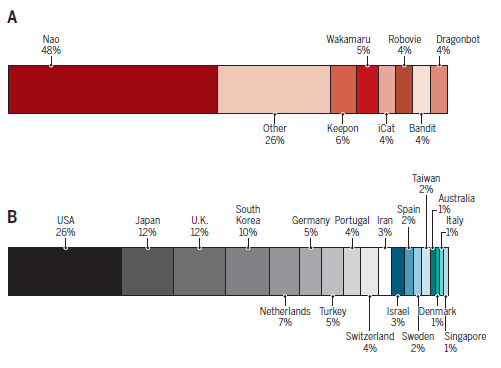 A
Nao
48%
Wakamaru
5%
Robovie
4%
Dragonbot
4%
Other
26%
Keepon
6%
iCat
4%
Bandit
4%
B
USA
26%
Japan
12%
U.K.
12%
South
Korea
10%
Germany
5%
Portugal
4%
Iran
3%
Spain
2%
Taiwan
2%
Australia
1%
Italy
1%
Netherlands
7%
Turkey
5%
Switzerland
4%
Israel
3%
Sweden
2%
Denmark
1%
Singapore
1%